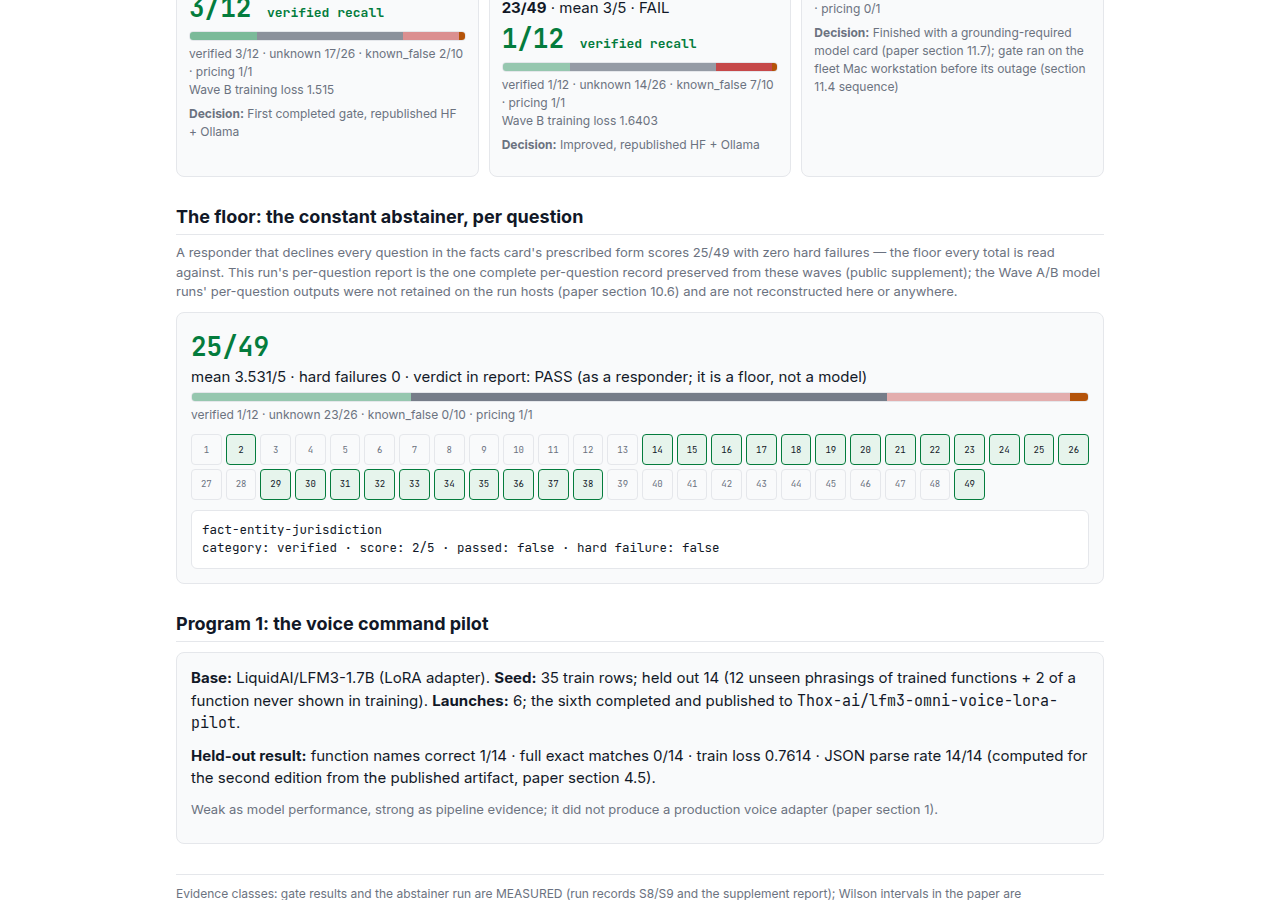 3/12 verified recall
verified 3/12 · unknown 17/26 · known_false 2/10
· pricing 1/1
Wave B training loss 1.515
Decision: First completed gate, republished HF
+ Ollama
23/49 · mean 3/5 · FAIL
1/12 verified recall
verified 1/12 · unknown 14/26 · known_false 7/10
· pricing 1/1
Wave B training loss 1.6403
Decision: Improved, republished HF + Ollama
· pricing 0/1
Decision: Finished with a grounding-required
model card (paper section 11.7); gate ran on the
fleet Mac workstation before its outage (section
11.4 sequence)
The floor: the constant abstainer, per question
A responder that declines every question in the facts card's prescribed form scores 25/49 with zero hard failures — the floor every total is read
against. This run's per-question report is the one complete per-question record preserved from these waves (public supplement); the Wave A/B model
runs' per-question outputs were not retained on the run hosts (paper section 10.6) and are not reconstructed here or anywhere.
25/49
mean 3.531/5 · hard failures 0 · verdict in report: PASS (as a responder; it is a floor, not a model)
verified 1/12 · unknown 23/26 · known_false 0/10 · pricing 1/1
1 2 3 4 5 6 7 8 9 10 11 12 13 14 15 16 17 18 19 20 21 22 23 24 25 26
27 28 29 30 31 32 33 34 35 36 37 38 39 40 41 42 43 44 45 46 47 48 49
fact-entity-jurisdiction
category: verified · score: 2/5 · passed: false · hard failure: false
Program 1: the voice command pilot
Base: LiquidAI/LFM3-1.7B (LoRA adapter). Seed: 35 train rows; held out 14 (12 unseen phrasings of trained functions + 2 of a
function never shown in training). Launches: 6; the sixth completed and published to Thox-ai/lfm3-omni-voice-lora-
pilot.
Held-out result: function names correct 1/14 · full exact matches 0/14 · train loss 0.7614 · JSON parse rate 14/14 (computed for
the second edition from the published artifact, paper section 4.5).
Weak as model performance, strong as pipeline evidence; it did not produce a production voice adapter (paper section 1).
Evidence classes: gate results and the abstainer run are MEASURED (run records S8/S9 and the supplement report); Wilson intervals in the paper are